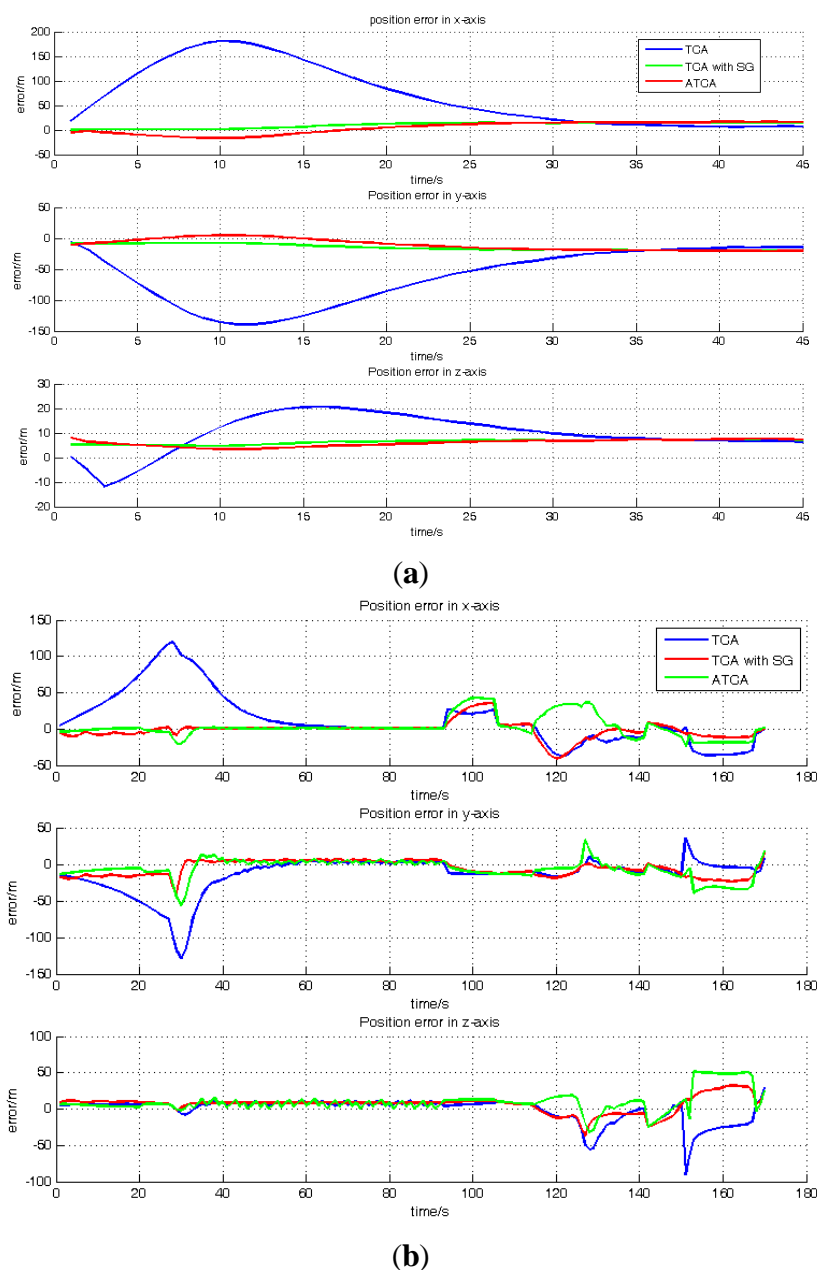 position error in x-axis
200
150
100
50
0
-50
error/m
TCA
TCA with SG
ATCA
0 5 10 15 20 25 30 35 40 45
time/s
Position error in y-axis
50
0
-50
-100
-150
error/m
0 5 10 15 20 25 30 35 40 45
time/s
Position error in z-axis
30
20
10
0
-10
-20
error/m
0 5 10 15 20 25 30 35 40 45
time/s
(a)
Position error in x-axis
150
100
50
0
-50
error/m
TCA
TCA with SG
ATCA
0 20 40 60 80 100 120 140 160 180
time/s
Position error in y-axis
50
0
-50
-100
-150
error/m
0 20 40 60 80 100 120 140 160 180
time/s
Position error in z-axis
100
50
0
-50
-100
error/m
0 20 40 60 80 100 120 140 160 180
time/s
(b)